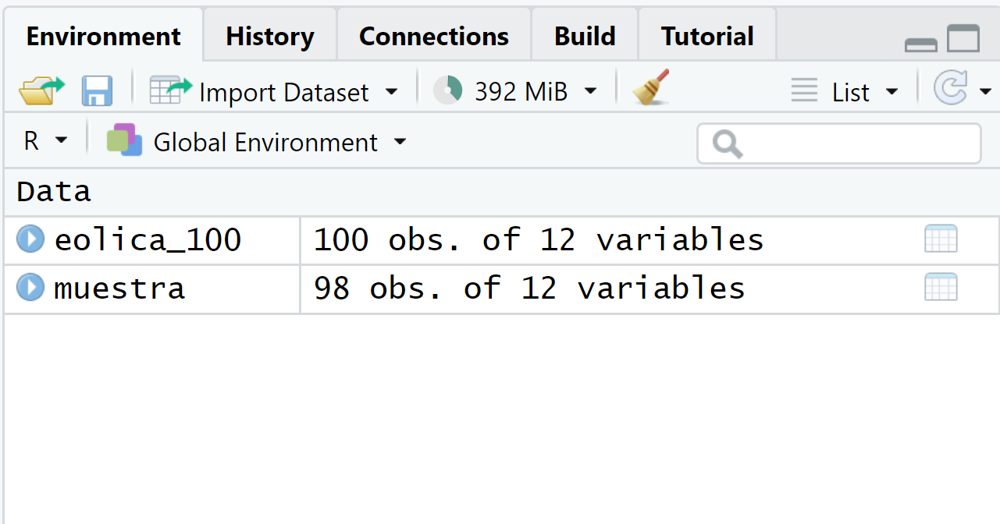 Environment History Connections Build Tutorial
Import Dataset 392 MiB List
R Global Environment
Data
eolica_100 100 obs. of 12 variables
muestra 98 obs. of 12 variables